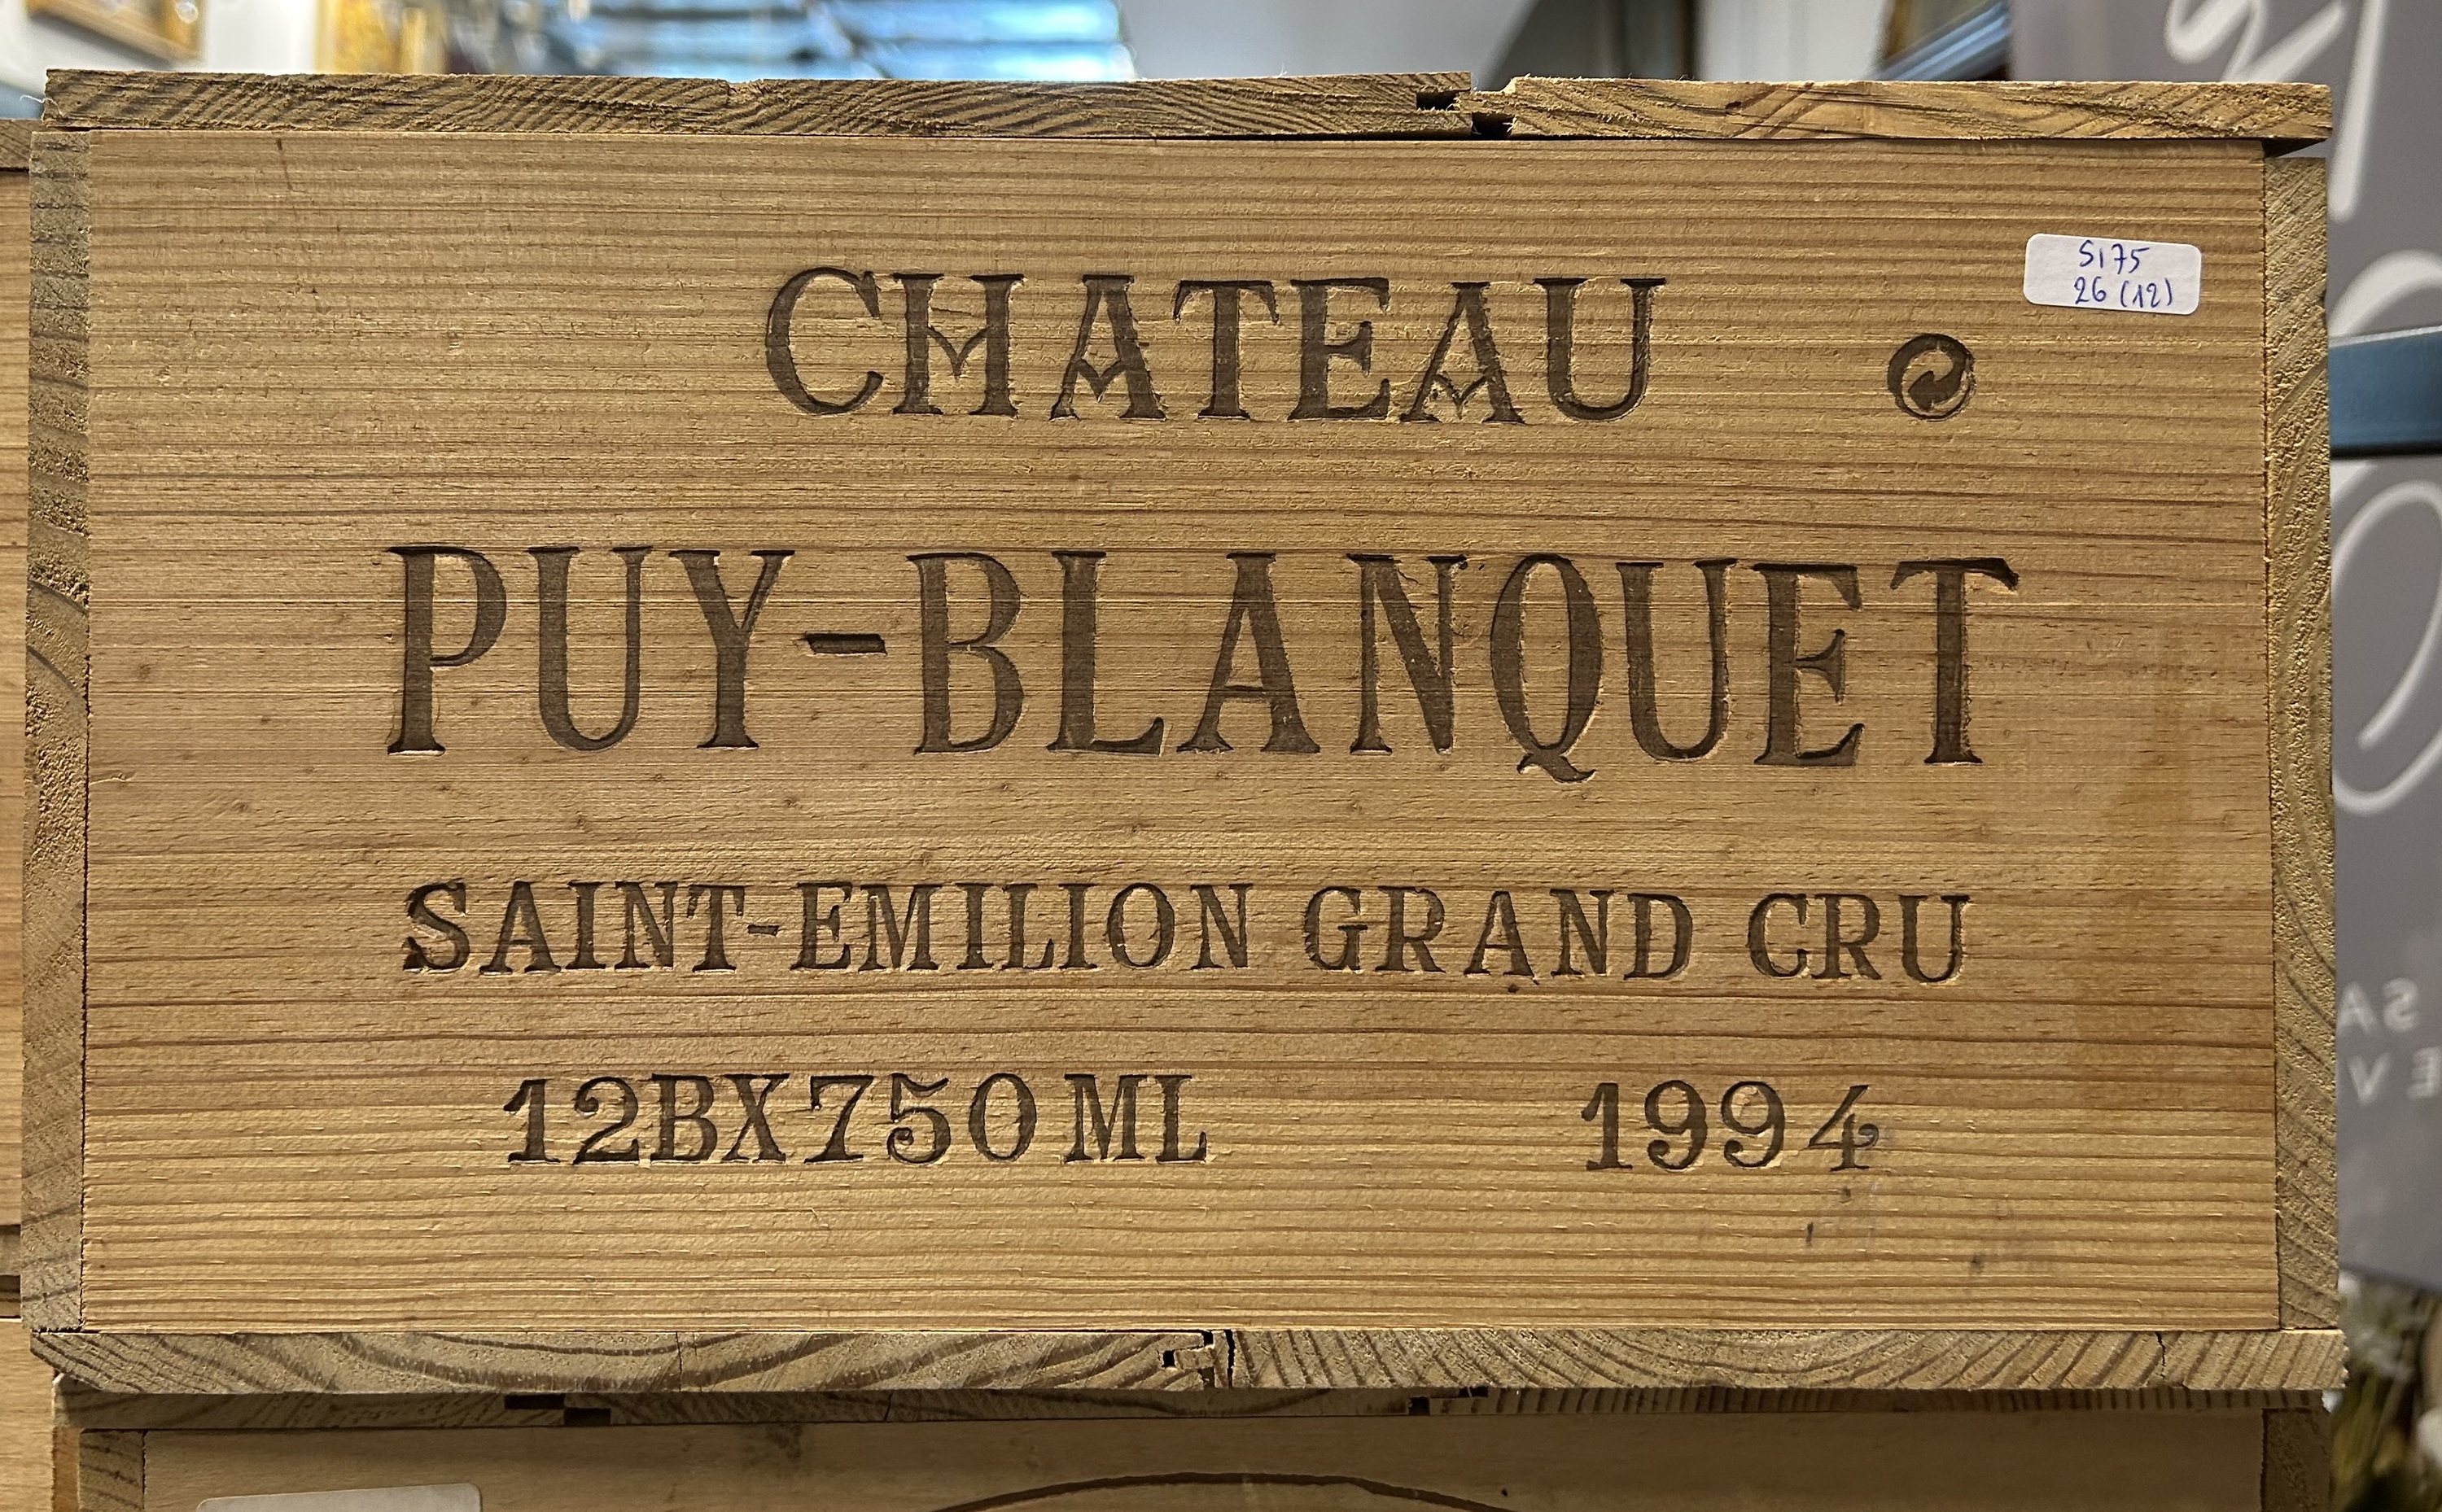 5175
26 (12)
CHATEAU
PUY-BLANQUET
SAINT-EMILION GRAND CRU
12BX750 ML
1994